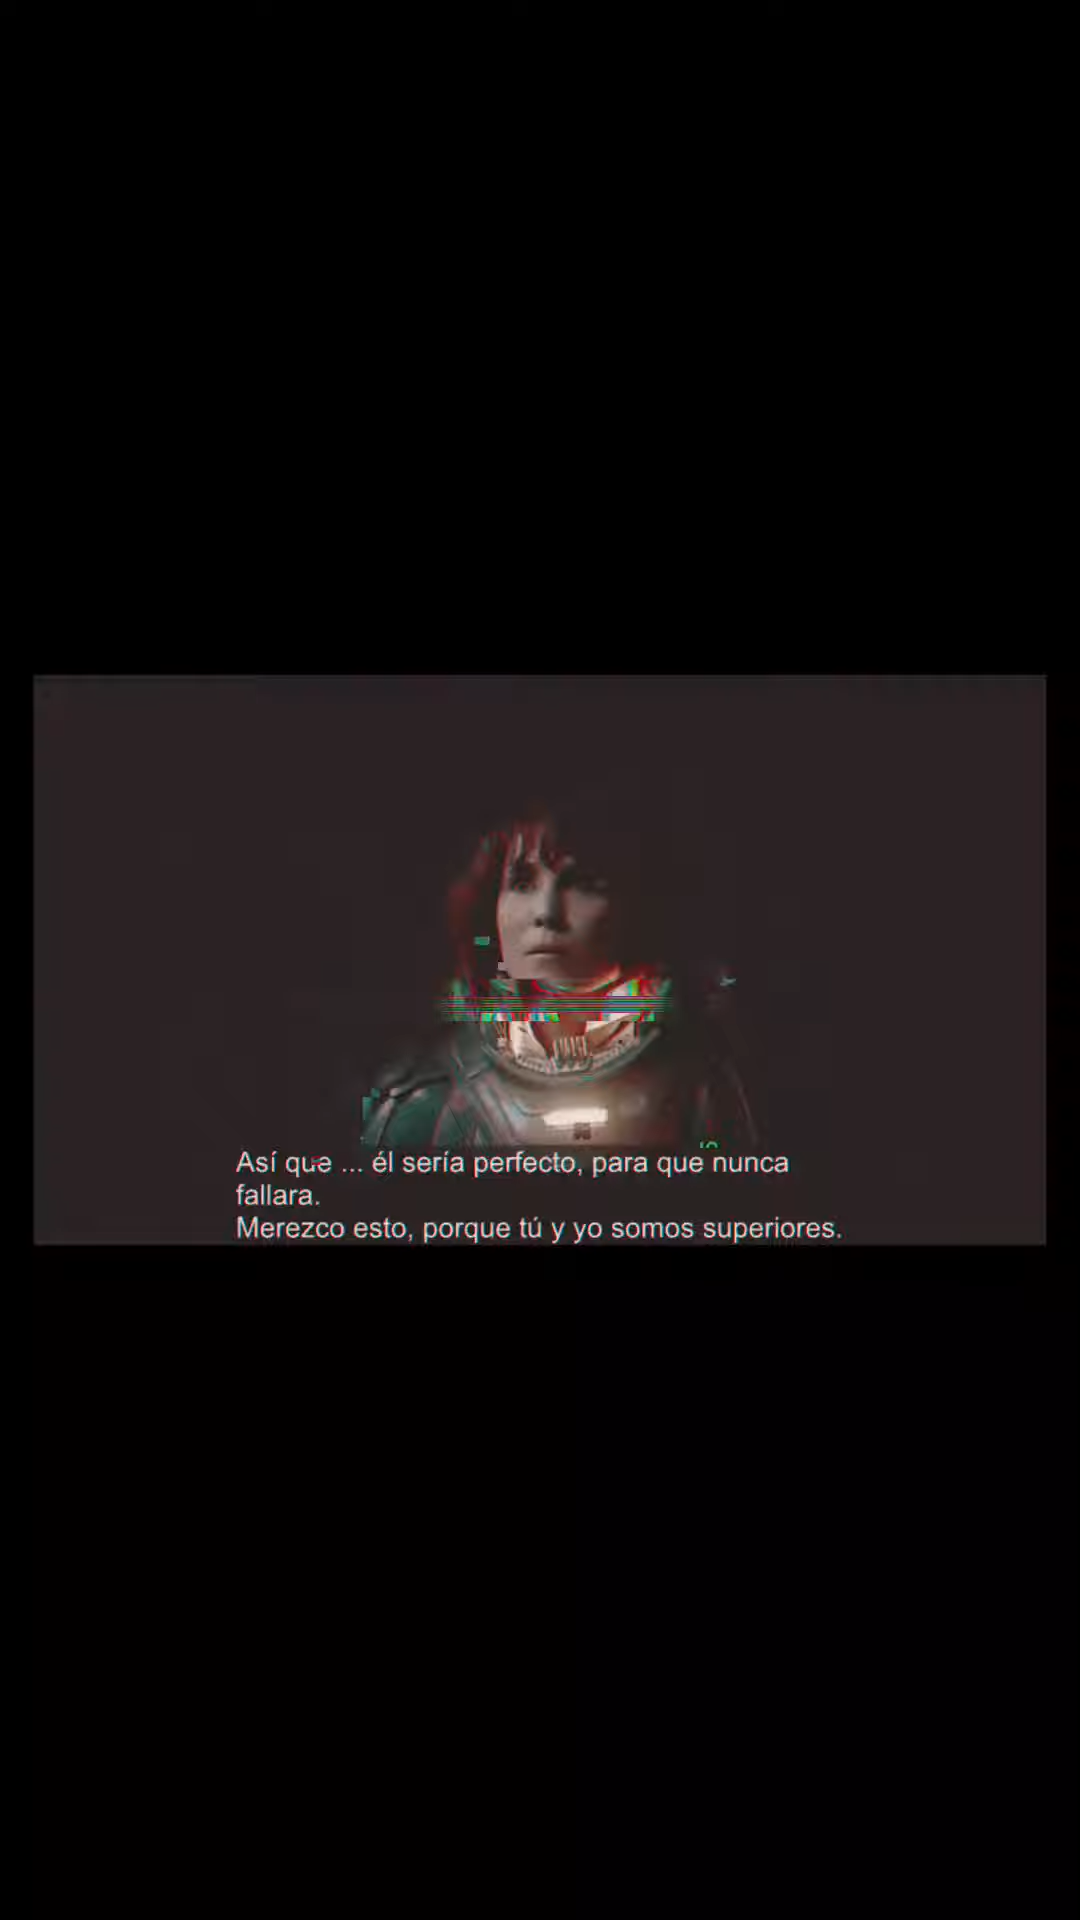 Así que ... él sería perfecto, para que nunca
fallara.
Merezco esto, porque tú y yo somos superiores.